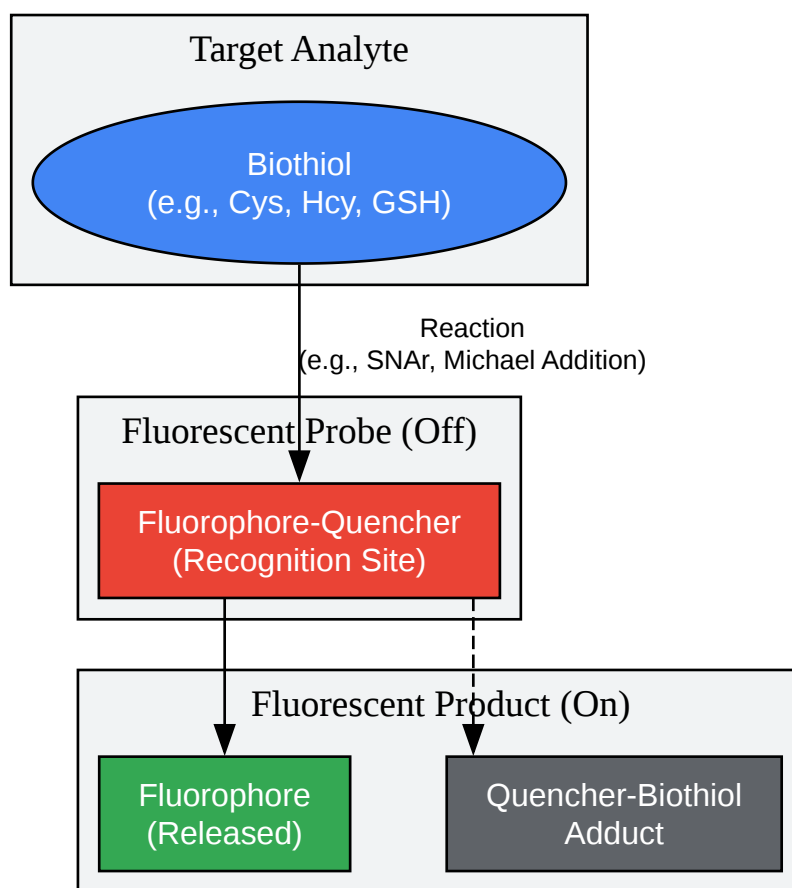 Target Analyte
Biothiol
(e.g., Cys, Hcy, GSH)
Reaction
(e.g., SNAr, Michael Addition)
Fluorescent Probe (Off)
Fluorophore-Quencher
(Recognition Site)
Fluorescent Product (On)
Fluorophore
(Released)
Quencher-Biothiol
Adduct